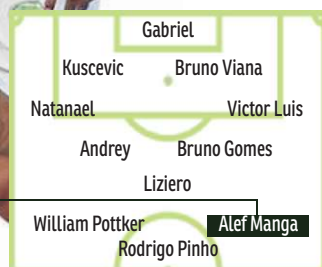 Gabriel
Kuscevic Bruno Viana
Natanael Victor Luis
Andrey Bruno Gomes
Liziero
William Pottker Alef Manga
Rodrigo Pinho